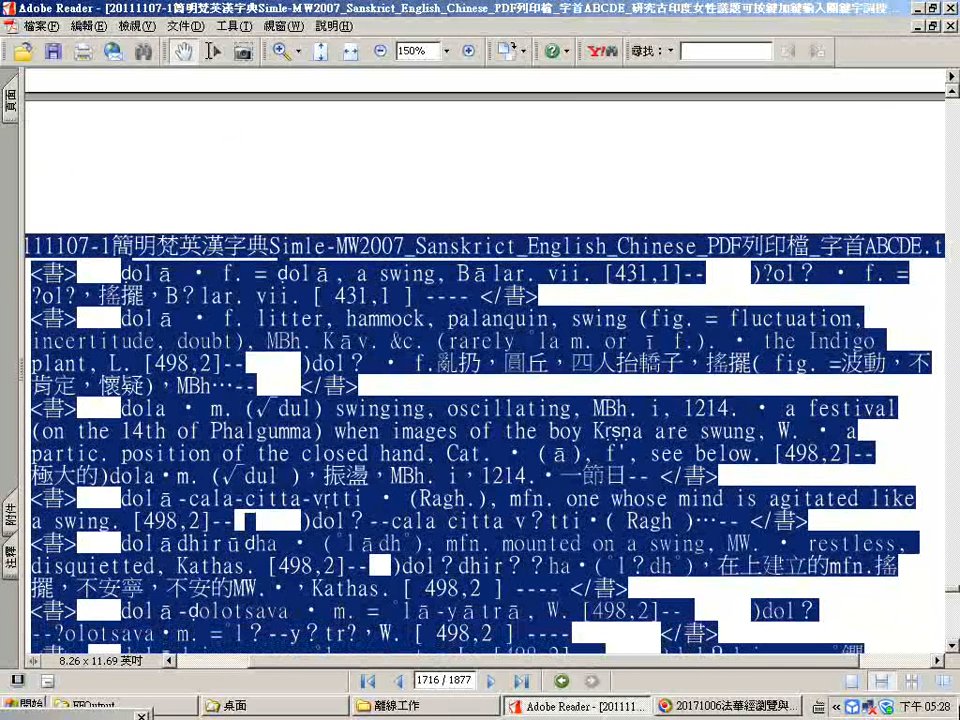 Adobe Reader - [20111107-1簡明梵英漢字典Simle-MW2007_Sanskrict_English_Chinese_PDF列印檔_字首ABCDE_研究古印度女性議題可按鍵加鍵輸入關鍵字詞搜
檔案(F) 編輯(E) 檢視(V) 文件(D) 工具(T) 視窗(W) 說明(H)
150% 尋找:
頁面
111107-1簡明梵英漢字典Simle-MW2007_Sanskrict_English_Chinese_PDF列印檔_字首ABCDE.t
<書> dolā ‧ f. = ḍolā, a swing, Bālar. vii. [431,1]-- )?ol? ‧ f. =
?ol?，搖擺，B？lar. vii. [ 431,1 ] ---- </書>
<書> dolā ‧ f. litter, hammock, palanquin, swing (fig. = fluctuation,
incertitude, doubt), MBh. Kāv. &c. (rarely °la m. or ī f.). ‧ the Indigo
plant, L. [498,2]-- )dol？ ‧ f.亂扔，圓丘，四人抬轎子，搖擺( fig. =波動，不
肯定，懷疑)，MBh…-- </書>
<書> dola ‧ m. (√dul) swinging, oscillating, MBh. i, 1214. ‧ a festival
(on the 14th of Phalgumma) when images of the boy Kṛṣṇa are swung, W. ‧ a
partic. position of the closed hand, Cat. ‧ (ā). f', see below. [498,2]--
極大的)dola‧m. (√dul )，振盪，MBh. i，1214.‧一節日-- </書>
<書> dolā-cala-citta-vṛtti ‧ (Ragh.), mfn. one whose mind is agitated like
a swing. [498,2]-- )dol？--cala citta v？tti‧( Ragh )…-- </書>
<書> dolādhirūḍha ‧ (°lādh°), mfn. mounted on a swing, MW. ‧ restless,
disquietted, Kathas. [498,2]-- )dol？dhir？？ha‧(°l？dh°)，在上建立的mfn.搖
擺，不安寧，不安的MW.‧，Kathas. [ 498,2 ] ---- </書>
<書> dolā-ḍolotsava ‧ m. = °lā-yātrā, W. [498,2]-- )dol？
--?olotsava‧m. =°l？--y？tr?，W. [ 498,2 ] ---- </書>
附件
註釋
8.26 x 11.69 英吋
1716 / 1877
開始 FFOutput 桌面 離線工作 Adobe Reader - [2011... 20171006法華經瀏覽與... 下午 05:28